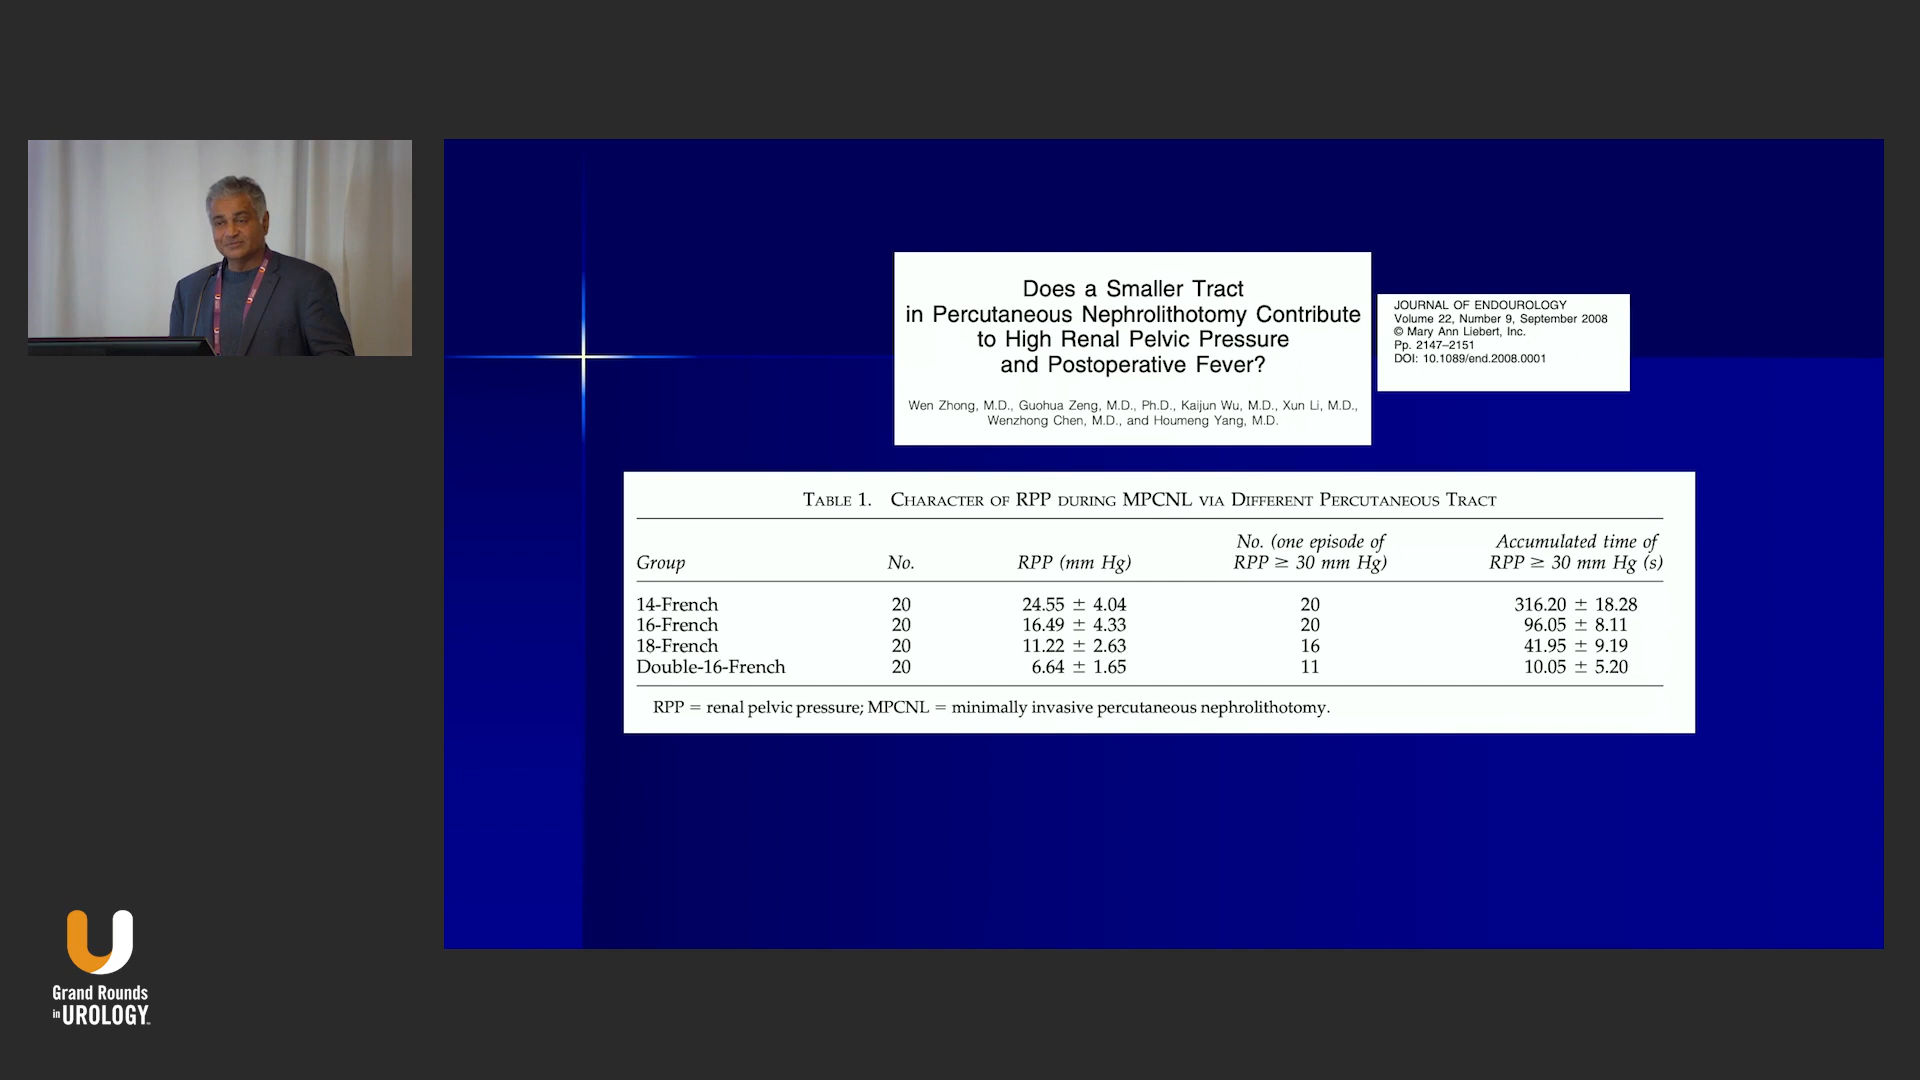 Does a Smaller Tract
in Percutaneous Nephrolithotomy Contribute
to High Renal Pelvic Pressure
and Postoperative Fever?
Wen Zhong, M.D., Guohua Zeng, M.D., Ph.D., Kaijun Wu, M.D., Xun Li, M.D.,
Wenzhong Chen, M.D., and Houmeng Yang, M.D.
JOURNAL OF ENDOUROLOGY
Volume 22, Number 9, September 2008
© Mary Ann Liebert, Inc.
Pp. 2147–2151
DOI: 10.1089/end.2008.0001
TABLE 1. CHARACTER OF RPP DURING MPCNL VIA DIFFERENT PERCUTANEOUS TRACT
Group No. RPP (mm Hg) No. (one episode of RPP ≥ 30 mm Hg) Accumulated time of RPP ≥ 30 mm Hg (s)
14-French 20 24.55 ± 4.04 20 316.20 ± 18.28
16-French 20 16.49 ± 4.33 20 96.05 ± 8.11
18-French 20 11.22 ± 2.63 16 41.95 ± 9.19
Double-16-French 20 6.64 ± 1.65 11 10.05 ± 5.20
RPP = renal pelvic pressure; MPCNL = minimally invasive percutaneous nephrolithotomy.
Grand Rounds
in UROLOGY